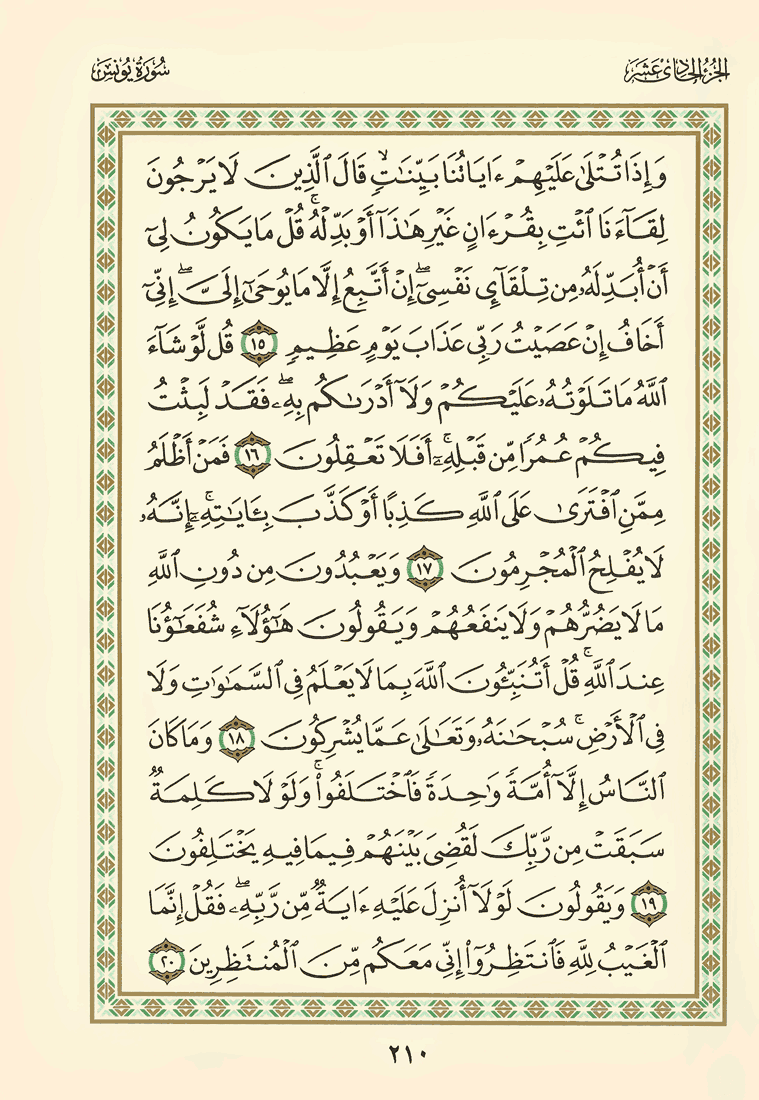 الجزء الحادي عشر
سورة يونس
وَإِذَا تُتْلَىٰ عَلَيْهِمْ ءَايَاتُنَا بَيِّنَٰتٍۙ قَالَ ٱلَّذِينَ لَا يَرْجُونَ
لِقَآءَنَا ٱئْتِ بِقُرْءَانٍ غَيْرِ هَٰذَآ أَوْ بَدِّلْهُۚ قُلْ مَا يَكُونُ لِىٓ
أَنْ أُبَدِّلَهُۥ مِن تِلْقَآئِ نَفْسِىٓۖ إِنْ أَتَّبِعُ إِلَّا مَا يُوحَىٰٓ إِلَىَّۖ إِنِّىٓ
أَخَافُ إِنْ عَصَيْتُ رَبِّى عَذَابَ يَوْمٍ عَظِيمٍ ١٥ قُل لَّوْ شَآءَ
ٱللَّهُ مَا تَلَوْتُهُۥ عَلَيْكُمْ وَلَآ أَدْرَىٰكُم بِهِۦۖ فَقَدْ لَبِثْتُ
فِيكُمْ عُمُرًا مِّن قَبْلِهِۦٓۚ أَفَلَا تَعْقِلُونَ ١٦ فَمَنْ أَظْلَمُ
مِمَّنِ ٱفْتَرَىٰ عَلَى ٱللَّهِ كَذِبًا أَوْ كَذَّبَ بِـَٔايَٰتِهِۦٓۚ إِنَّهُۥ
لَا يُفْلِحُ ٱلْمُجْرِمُونَ ١٧ وَيَعْبُدُونَ مِن دُونِ ٱللَّهِ
مَا لَا يَضُرُّهُمْ وَلَا يَنفَعُهُمْ وَيَقُولُونَ هَٰٓؤُلَآءِ شُفَعَٰٓؤُنَا
عِندَ ٱللَّهِۚ قُلْ أَتُنَبِّـُٔونَ ٱللَّهَ بِمَا لَا يَعْلَمُ فِى ٱلسَّمَٰوَٰتِ وَلَا
فِى ٱلْأَرْضِۚ سُبْحَٰنَهُۥ وَتَعَٰلَىٰ عَمَّا يُشْرِكُونَ ١٨ وَمَا كَانَ
ٱلنَّاسُ إِلَّآ أُمَّةً وَٰحِدَةً فَٱخْتَلَفُوا۟ۚ وَلَوْلَا كَلِمَةٌ
سَبَقَتْ مِن رَّبِّكَ لَقُضِىَ بَيْنَهُمْ فِيمَا فِيهِ يَخْتَلِفُونَ
١٩ وَيَقُولُونَ لَوْلَآ أُنزِلَ عَلَيْهِ ءَايَةٌ مِّن رَّبِّهِۦۖ فَقُلْ إِنَّمَا
ٱلْغَيْبُ لِلَّهِ فَٱنتَظِرُوٓا۟ إِنِّى مَعَكُم مِّنَ ٱلْمُنتَظِرِينَ ٢٠
٢١٠